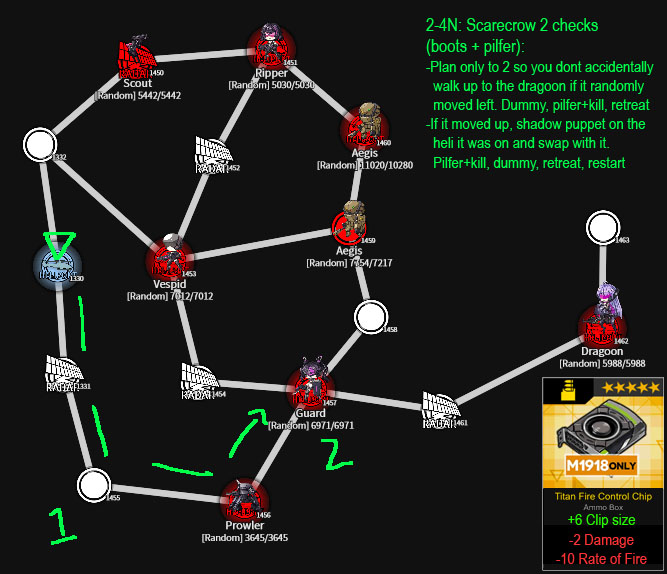 2-4N: Scarecrow 2 checks
(boots + pilfer):
-Plan only to 2 so you dont accidentally
walk up to the dragoon if it randomly
moved left. Dummy, pilfer+kill, retreat
-If it moved up, shadow puppet on the
heli it was on and swap with it.
Pilfer+kill, dummy, retreat, restart
RADAR
1450
Scout
[Random] 5442/5442
1451
Ripper
[Random] 5030/5030
1332
RADAR
1452
1460
Aegis
[Random] 11020/10280
1330
1453
Vespid
[Random] 7012/7012
1459
Aegis
[Random] 7754/7217
1463
1458
1462
Dragoon
[Random] 5988/5988
RADAR
1331
RADAR
1454
1457
Guard
[Random] 6971/6971
RADAR
1461
2
1455
1
1456
Prowler
[Random] 3645/3645
M1918 ONLY
Titan Fire Control Chip
Ammo Box
+6 Clip size
-2 Damage
-10 Rate of Fire